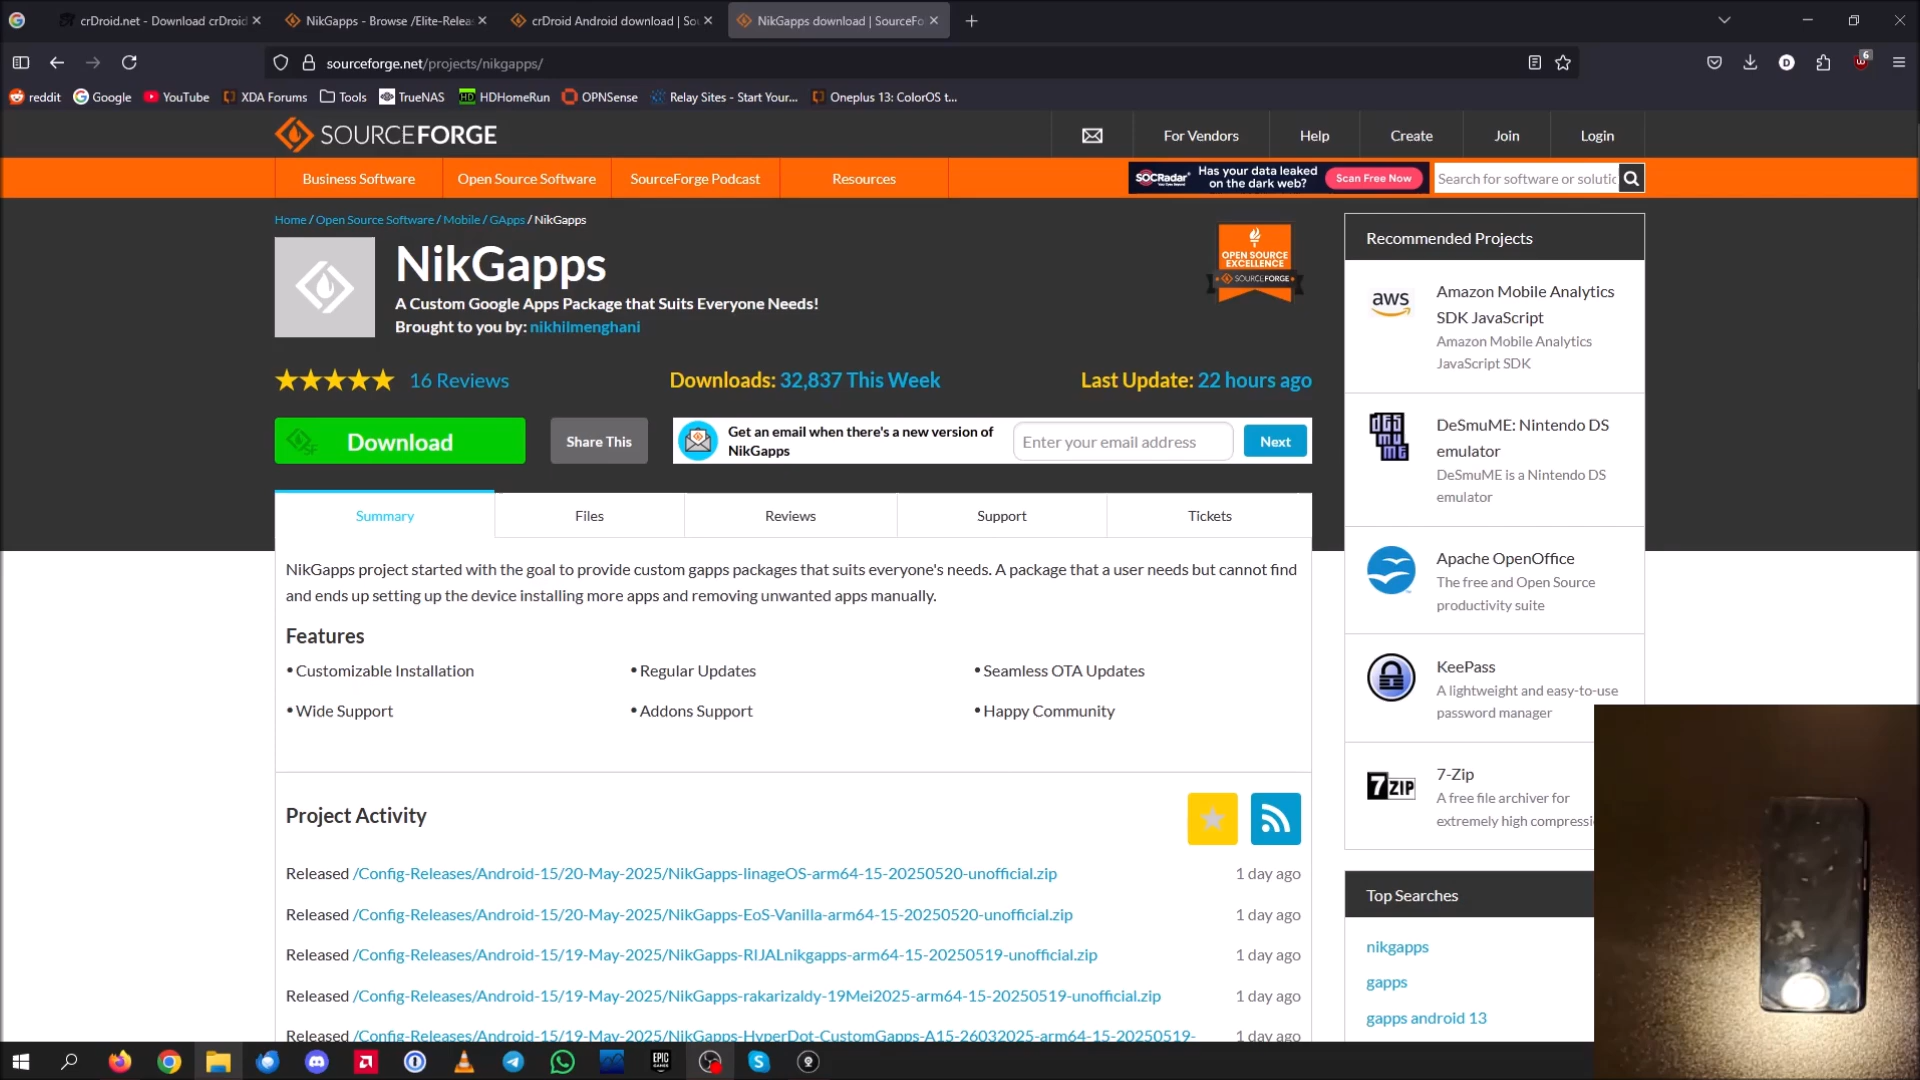 crDroid.net - Download crDroid
NikGapps - Browse /Elite-Relea
crDroid Android download | Sou
NikGapps download | SourceFo
sourceforge.net/projects/nikgapps/
D
6
reddit
Google
YouTube
XDA Forums
Tools
TrueNAS
HDHomeRun
OPNSense
Relay Sites - Start Your...
Oneplus 13: ColorOS t...
SOURCEFORGE
For Vendors
Help
Create
Join
Login
Business Software
Open Source Software
SourceForge Podcast
Resources
SOCRadar
Has your data leaked
on the dark web?
Scan Free Now
Search for software or solutic
Home / Open Source Software / Mobile / GApps / NikGapps
NikGapps
A Custom Google Apps Package that Suits Everyone Needs!
Brought to you by: nikhilmenghani
OPEN SOURCE
EXCELLENCE
SOURCEFORGE
16 Reviews
Downloads: 32,837 This Week
Last Update: 22 hours ago
SF
Download
Share This
Get an email when there's a new version of
NikGapps
Enter your email address
Next
Summary
Files
Reviews
Support
Tickets
NikGapps project started with the goal to provide custom gapps packages that suits everyone's needs. A package that a user needs but cannot find
and ends up setting up the device installing more apps and removing unwanted apps manually.
Features
• Customizable Installation
• Regular Updates
• Seamless OTA Updates
• Wide Support
• Addons Support
• Happy Community
Project Activity
Released /Config-Releases/Android-15/20-May-2025/NikGapps-linageOS-arm64-15-20250520-unofficial.zip
1 day ago
Released /Config-Releases/Android-15/20-May-2025/NikGapps-EoS-Vanilla-arm64-15-20250520-unofficial.zip
1 day ago
Released /Config-Releases/Android-15/19-May-2025/NikGapps-RIJALnikgapps-arm64-15-20250519-unofficial.zip
1 day ago
Released /Config-Releases/Android-15/19-May-2025/NikGapps-rakarizaldy-19Mei2025-arm64-15-20250519-unofficial.zip
1 day ago
Released /Config-Releases/Android-15/19-May-2025/NikGapps-HyperDot-CustomGapps-A15-26032025-arm64-15-20250519-
1 day ago
Recommended Projects
aws
Amazon Mobile Analytics
SDK JavaScript
Amazon Mobile Analytics
JavaScript SDK
DESMUME
DeSmuME: Nintendo DS
emulator
DeSmuME is a Nintendo DS
emulator
Apache OpenOffice
The free and Open Source
productivity suite
KeePass
A lightweight and easy-to-use
password manager
7ZIP
7-Zip
A free file archiver for
extremely high compressi
Top Searches
nikgapps
gapps
gapps android 13
EPIC
GAMES